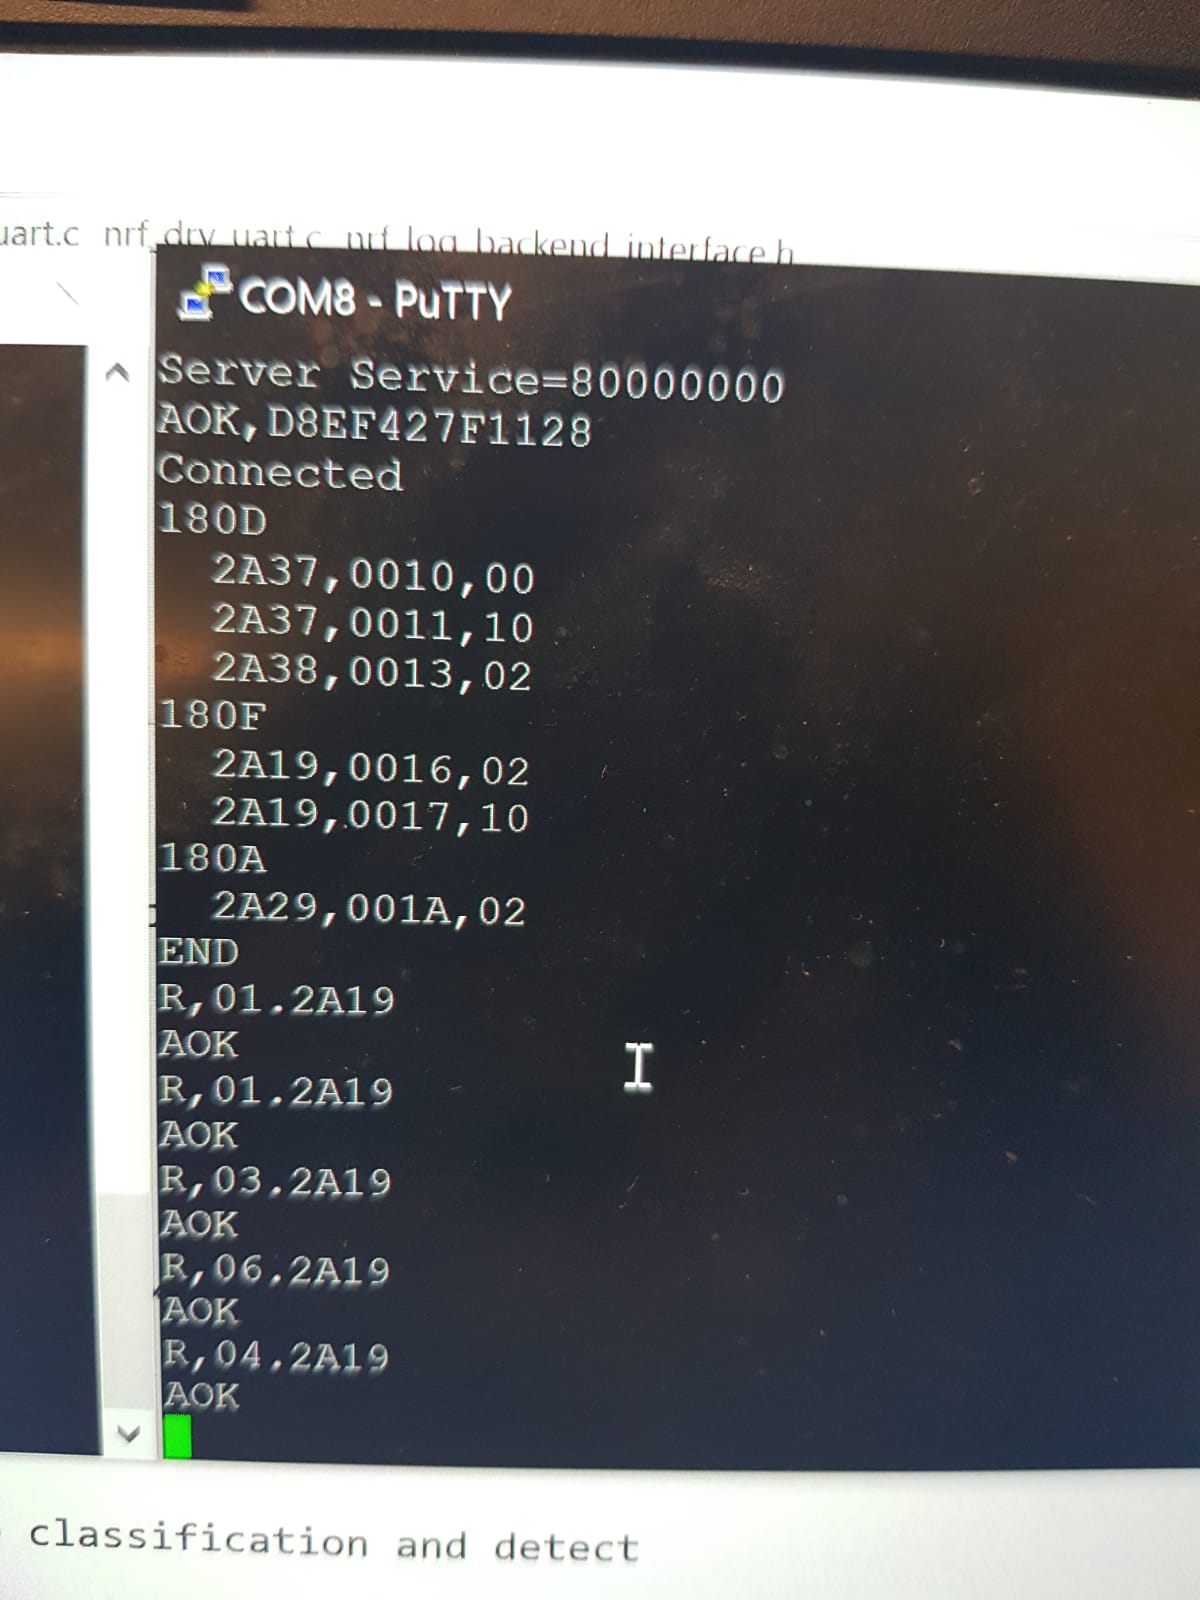 uart.c nrf_drv_uart.c nrf_log_backend_interface.h
COM8 - PuTTY
Server Service=80000000
AOK,D8EF427F1128
Connected
180D
  2A37,0010,00
  2A37,0011,10
  2A38,0013,02
180F
  2A19,0016,02
  2A19,0017,10
180A
  2A29,001A,02
END
R,01.2A19
AOK
R,01.2A19
AOK
R,03.2A19
AOK
R,06.2A19
AOK
R,04.2A19
AOK
classification and detect